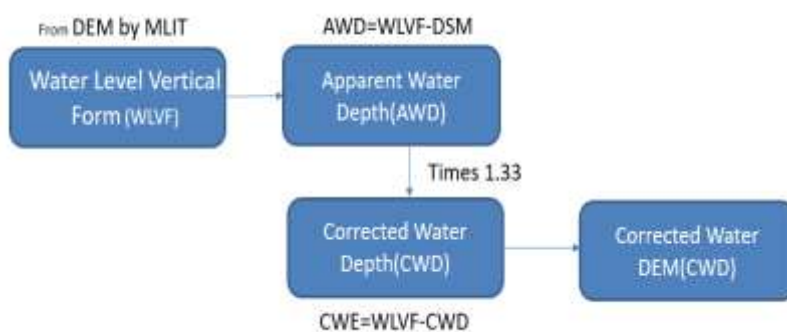 From DEM by MLIT
AWD=WLVF-DSM
Water Level Vertical
Form (WLVF)
Apparent Water
Depth(AWD)
Times 1.33
Corrected Water
Depth(CWD)
Corrected Water
DEM(CWD)
CWE=WLVF-CWD